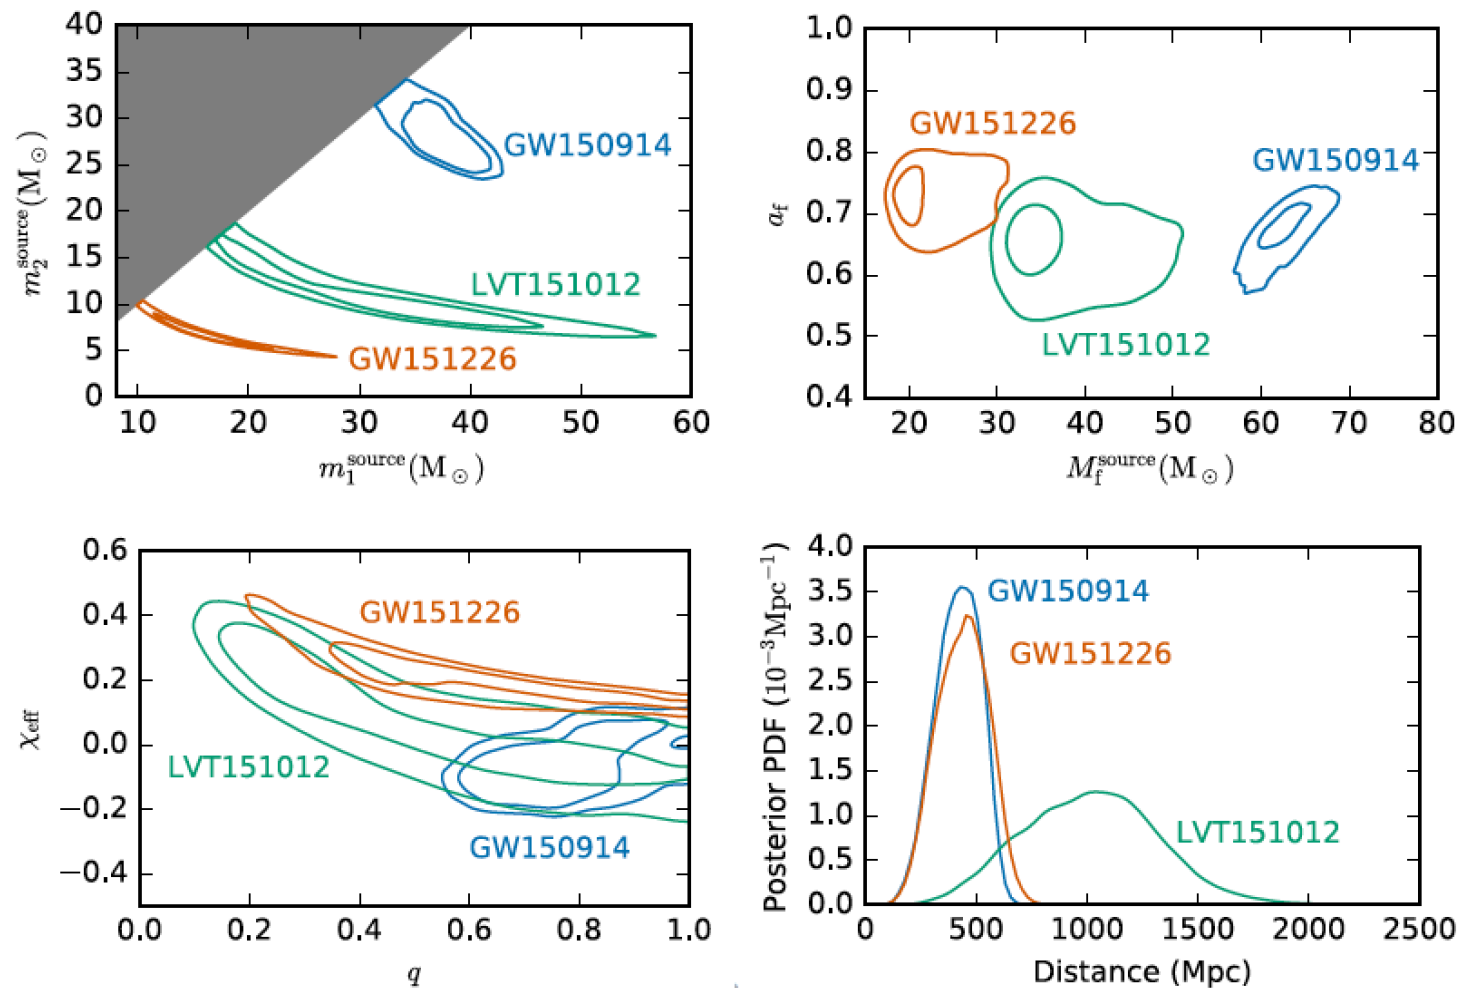 40
35
30
25
20
15
10
5
0
m₂^source (M⊙)
GW150914
LVT151012
GW151226
10 20 30 40 50 60
m₁^source (M⊙)
1.0
0.9
0.8
0.7
0.6
0.5
0.4
a_f
GW151226
GW150914
LVT151012
20 30 40 50 60 70 80
M_f^source (M⊙)
0.6
0.4
0.2
0.0
−0.2
−0.4
χ_eff
GW151226
LVT151012
GW150914
0.0 0.2 0.4 0.6 0.8 1.0
q
4.0
3.5
3.0
2.5
2.0
1.5
1.0
0.5
0.0
Posterior PDF (10⁻³Mpc⁻¹)
GW150914
GW151226
LVT151012
0 500 1000 1500 2000 2500
Distance (Mpc)